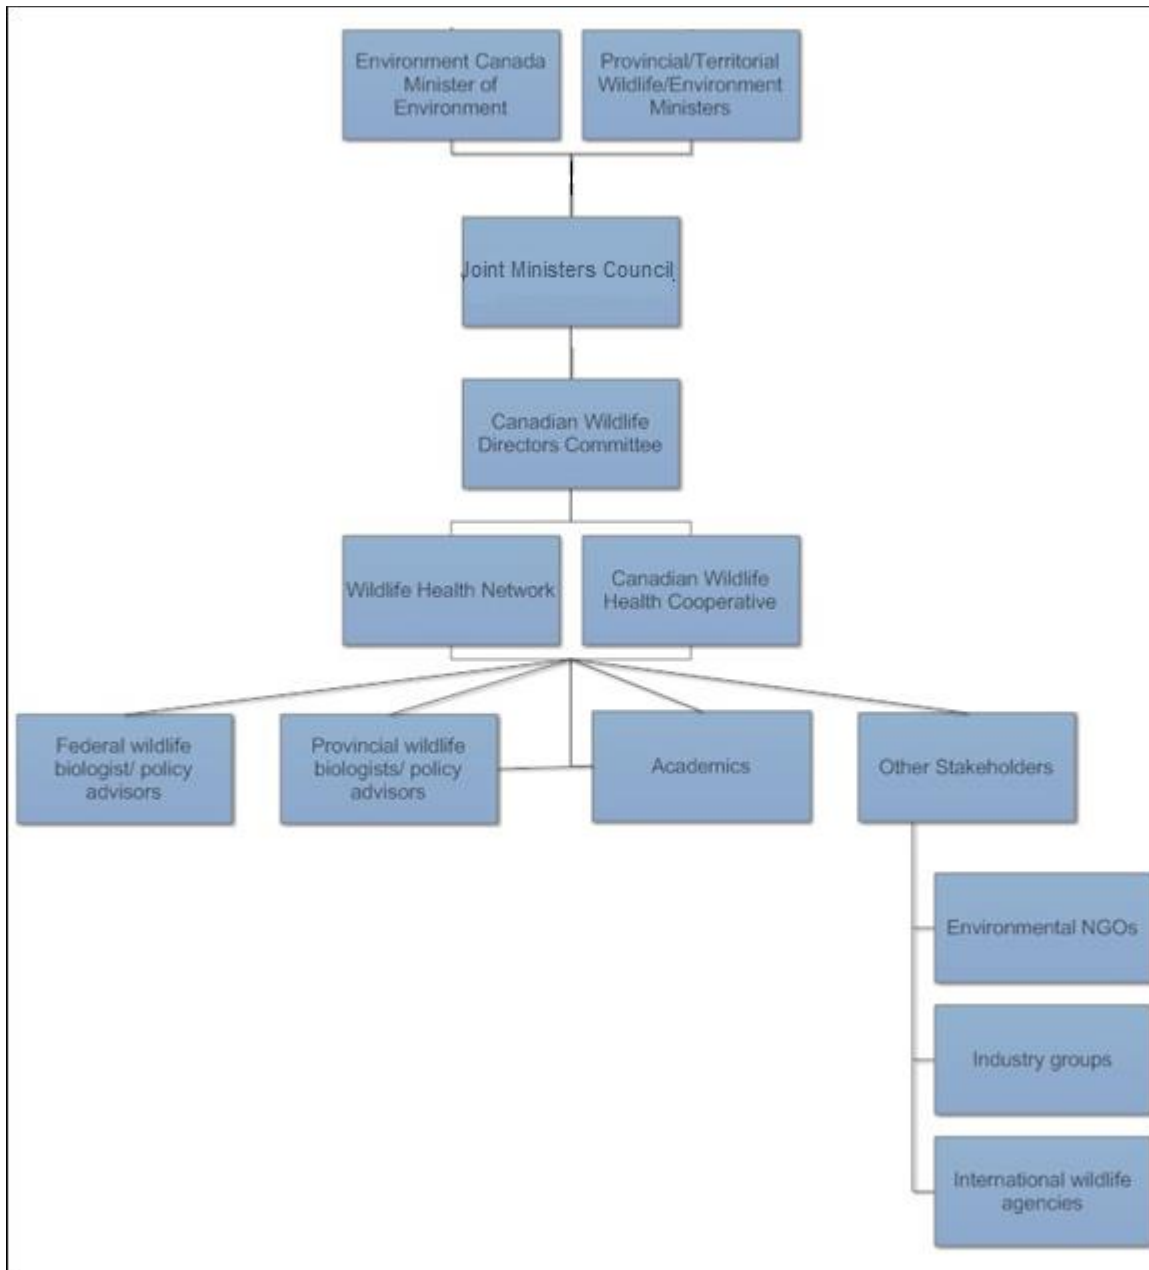 Environment Canada
Minister of
Environment
Provincial/Territorial
Wildlife/Environment
Ministers
Joint Ministers Council
Canadian Wildlife
Directors Committee
Wildlife Health Network
Canadian Wildlife
Health Cooperative
Federal wildlife
biologist/ policy
advisors
Provincial wildlife
biologists/ policy
advisors
Academics
Other Stakeholders
Environmental NGOs
Industry groups
International wildlife
agencies